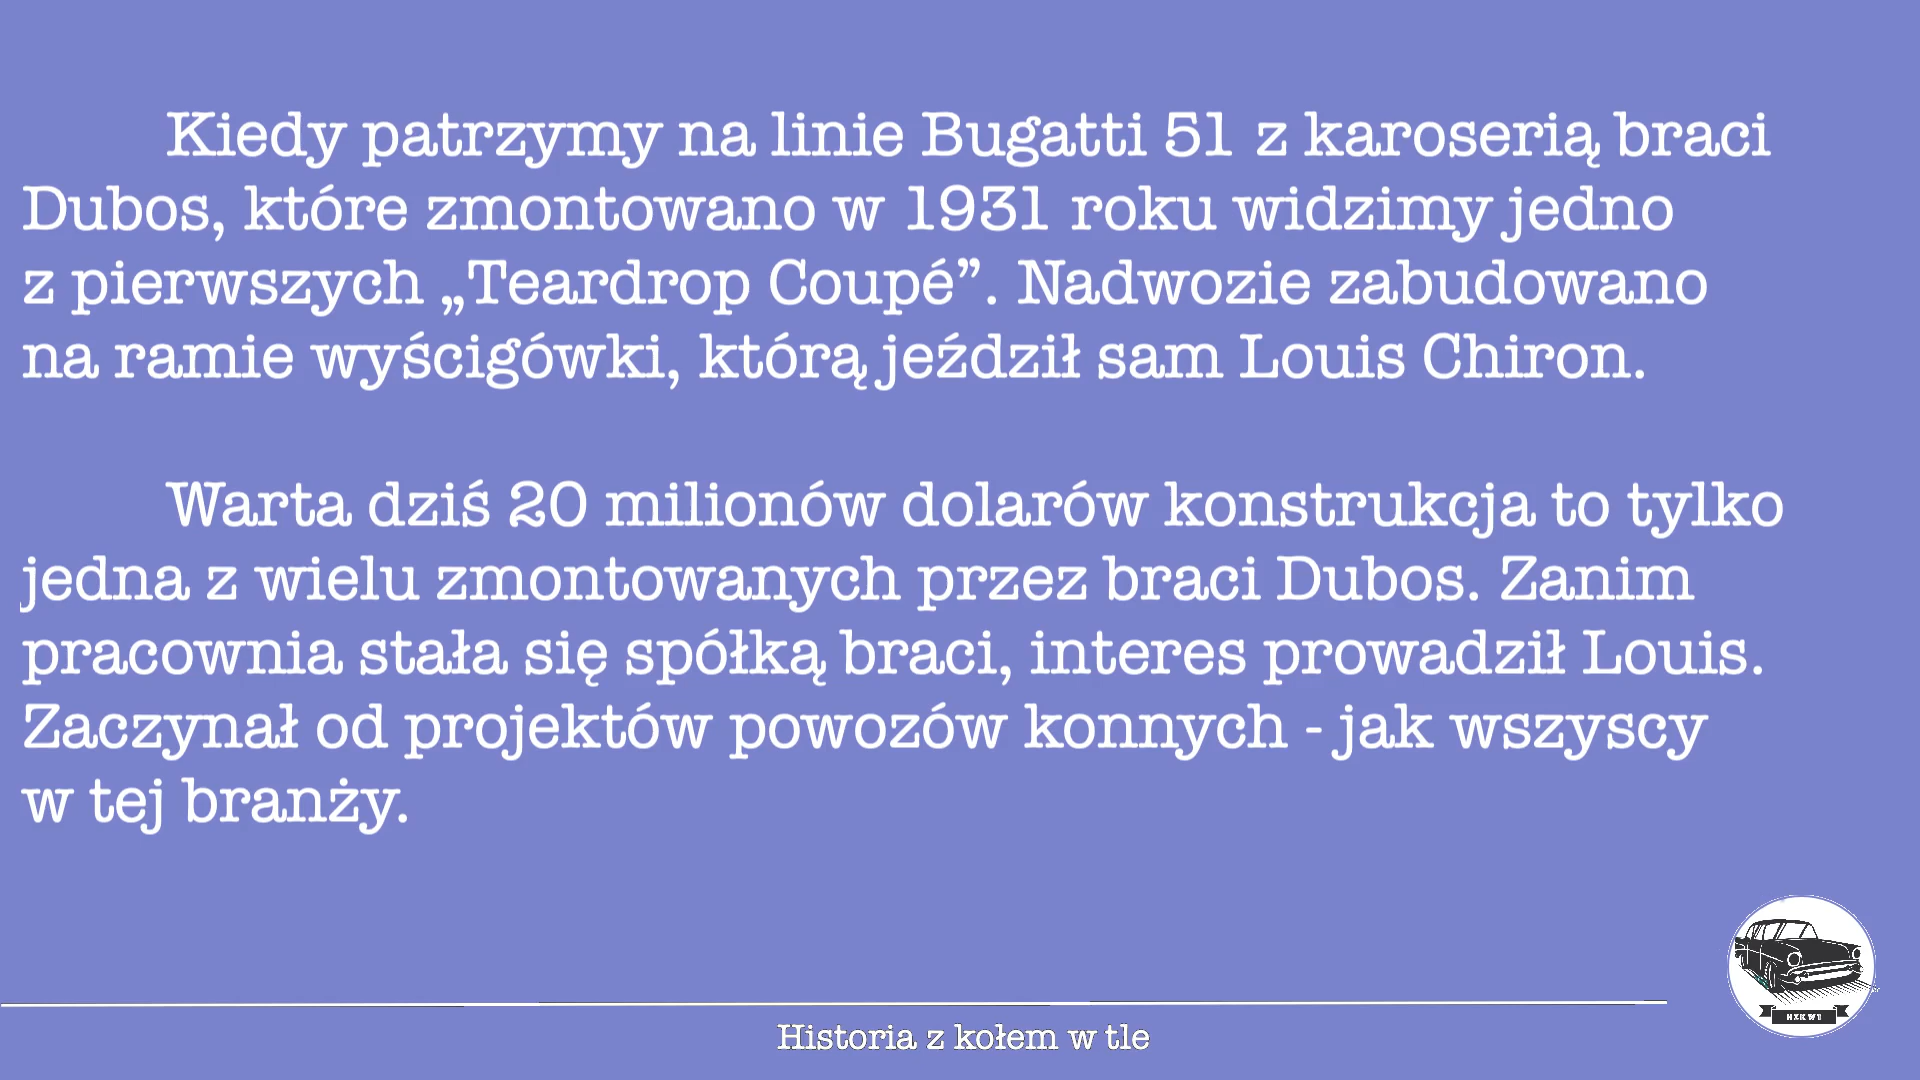 Kiedy patrzymy na linie Bugatti 51 z karoserią braci
Dubos, które zmontowano w 1931 roku widzimy jedno
z pierwszych „Teardrop Coupé”. Nadwozie zabudowano
na ramie wyścigówki, którą jeździł sam Louis Chiron.
Warta dziś 20 milionów dolarów konstrukcja to tylko
jedna z wielu zmontowanych przez braci Dubos. Zanim
pracownia stała się spółką braci, interes prowadził Louis.
Zaczynał od projektów powozów konnych - jak wszyscy
w tej branży.
HZKWT
Historia z kołem w tle